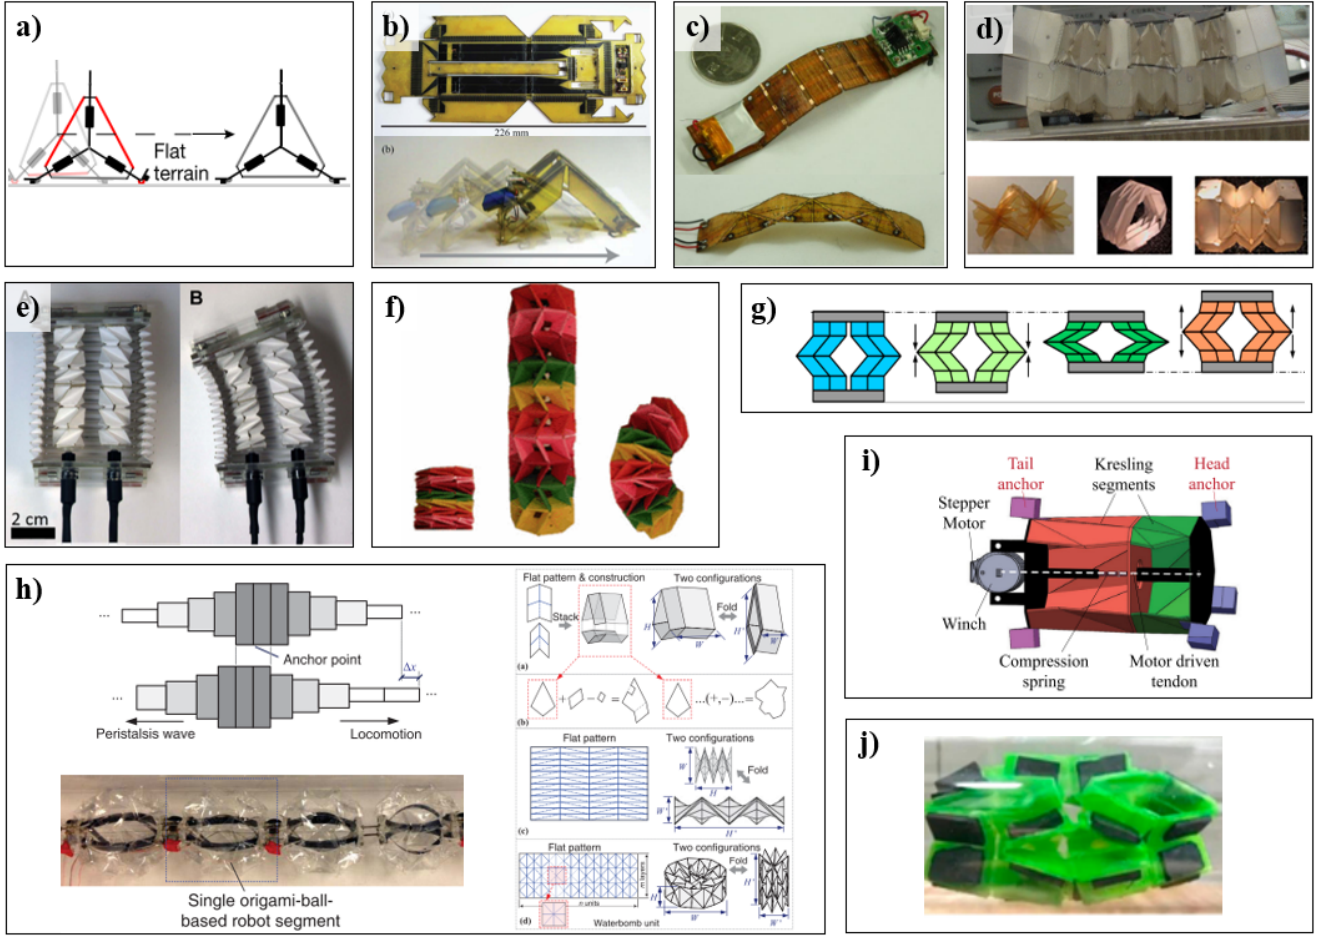 a)
Flat
terrain
b)
226 mm
(b)
c)
d)
e)
B
2 cm
f)
g)
h)
...
...
Anchor point
Δx
...
...
Peristalsis wave
Locomotion
Single origami-ball-
based robot segment
Flat pattern & construction
Two configurations
Stack
Fold
H
W
H'
W'
(a)
...(+,−)...=
(b)
Flat pattern
Two configurations
W
H
Fold
W'
H'
(c)
Flat pattern
Two configurations
Fold
m layers
n units
H
W
H'
W'
(d)
Waterbomb unit
i)
Tail
anchor
Kresling
segments
Head
anchor
Stepper
Motor
Winch
Compression
spring
Motor driven
tendon
j)